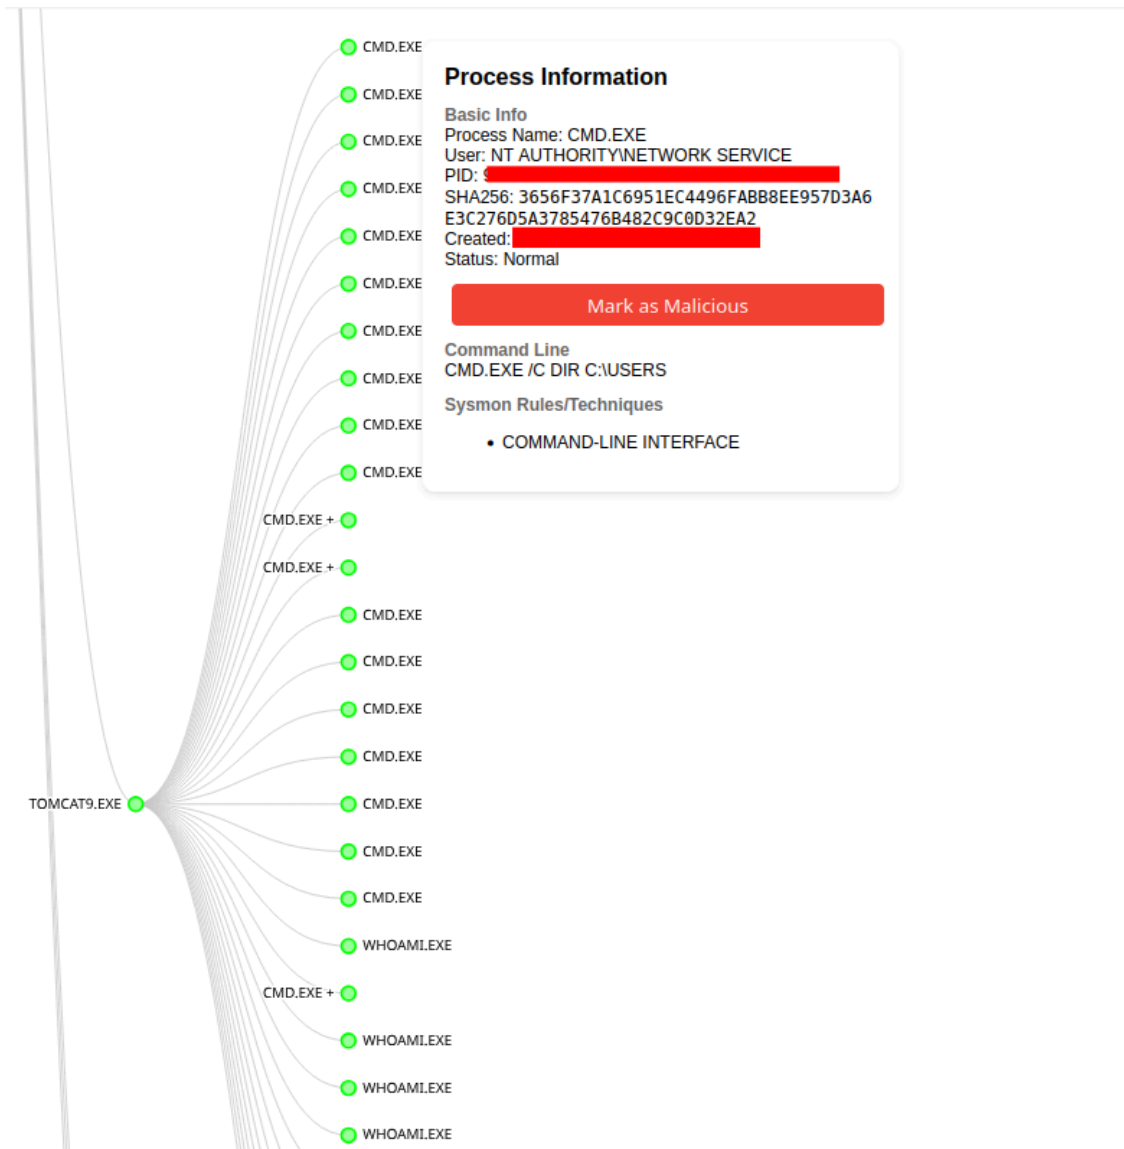 CMD.EXE
Process Information
CMD.EXE
Basic Info
Process Name: CMD.EXE
CMD.EXE
User: NT AUTHORITY\NETWORK SERVICE
PID:
CMD.EXE
SHA256: 3656F37A1C6951EC4496FABB8EE957D3A6
E3C276D5A3785476B482C9C0D32EA2
CMD.EXE
Created:
Status: Normal
CMD.EXE
Mark as Malicious
CMD.EXE
Command Line
CMD.EXE /C DIR C:\USERS
CMD.EXE
Sysmon Rules/Techniques
CMD.EXE
• COMMAND-LINE INTERFACE
CMD.EXE
CMD.EXE +
CMD.EXE +
CMD.EXE
CMD.EXE
CMD.EXE
CMD.EXE
TOMCAT9.EXE
CMD.EXE
CMD.EXE
CMD.EXE
WHOAMI.EXE
CMD.EXE +
WHOAMI.EXE
WHOAMI.EXE
WHOAMI.EXE